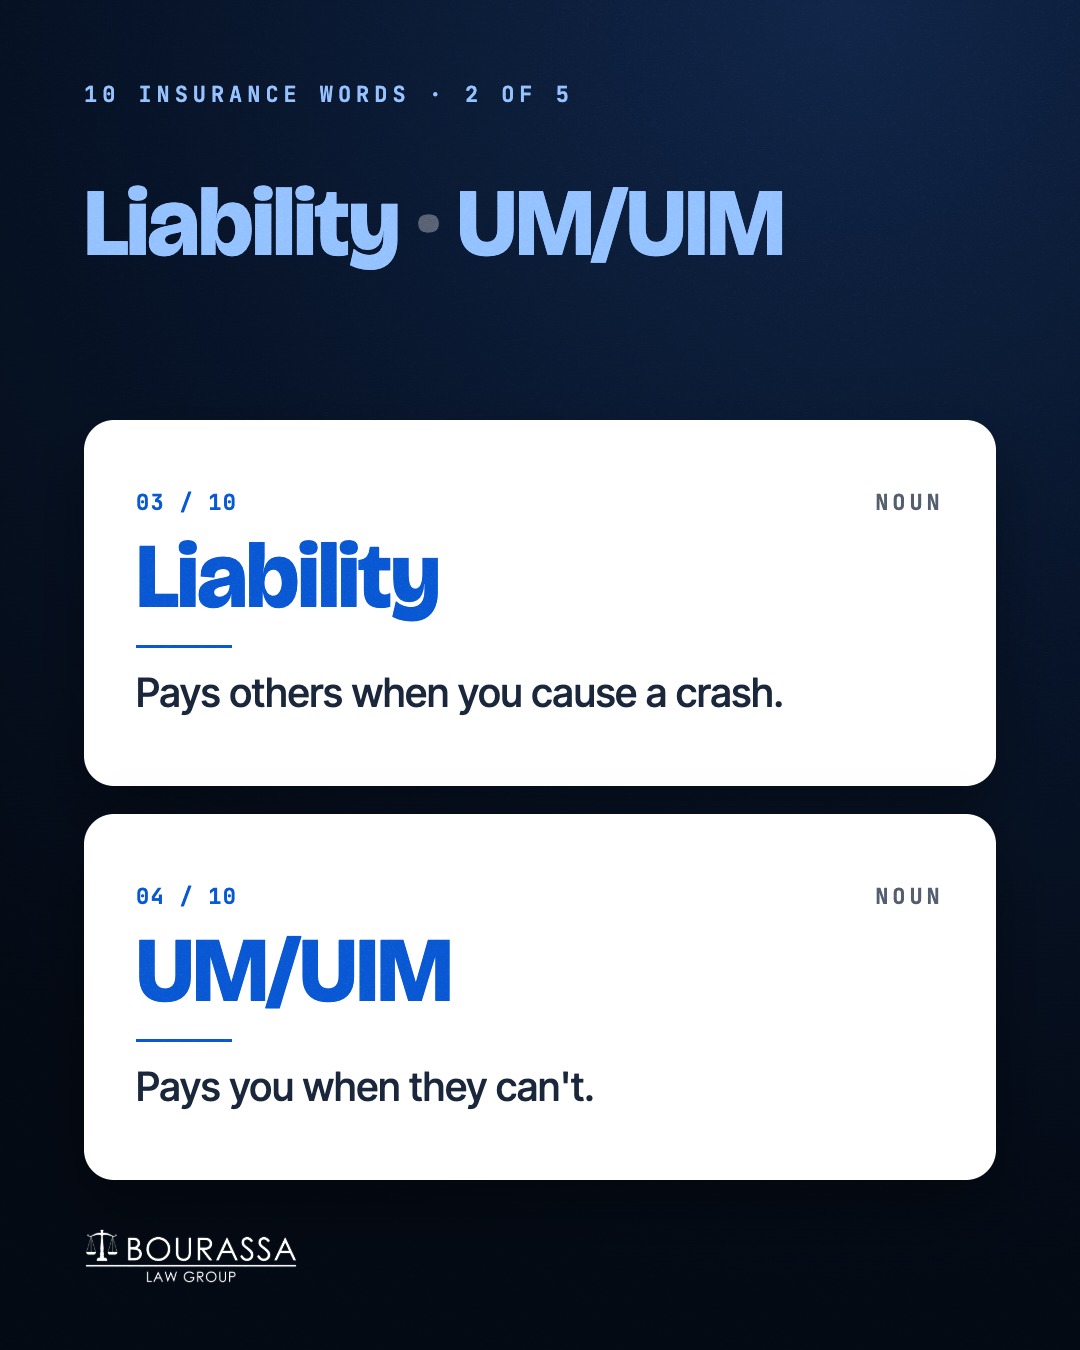 10 INSURANCE WORDS · 2 OF 5
Liability · UM/UIM
03 / 10
NOUN
Liability
Pays others when you cause a crash.
04 / 10
NOUN
UM/UIM
Pays you when they can't.
BOURASSA
LAW GROUP